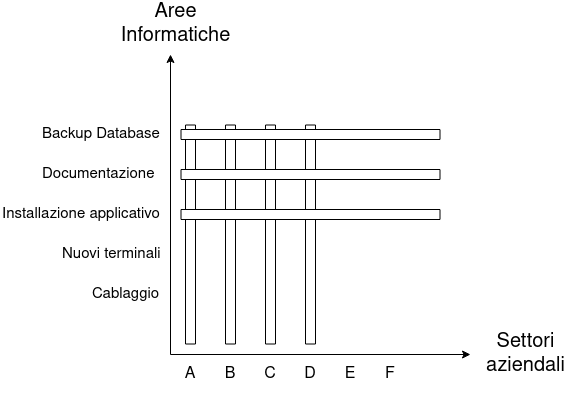 Aree
Informatiche
Backup Database
Documentazione
Installazione applicativo
Nuovi terminali
Cablaggio
Settori
aziendali
A B C D E F